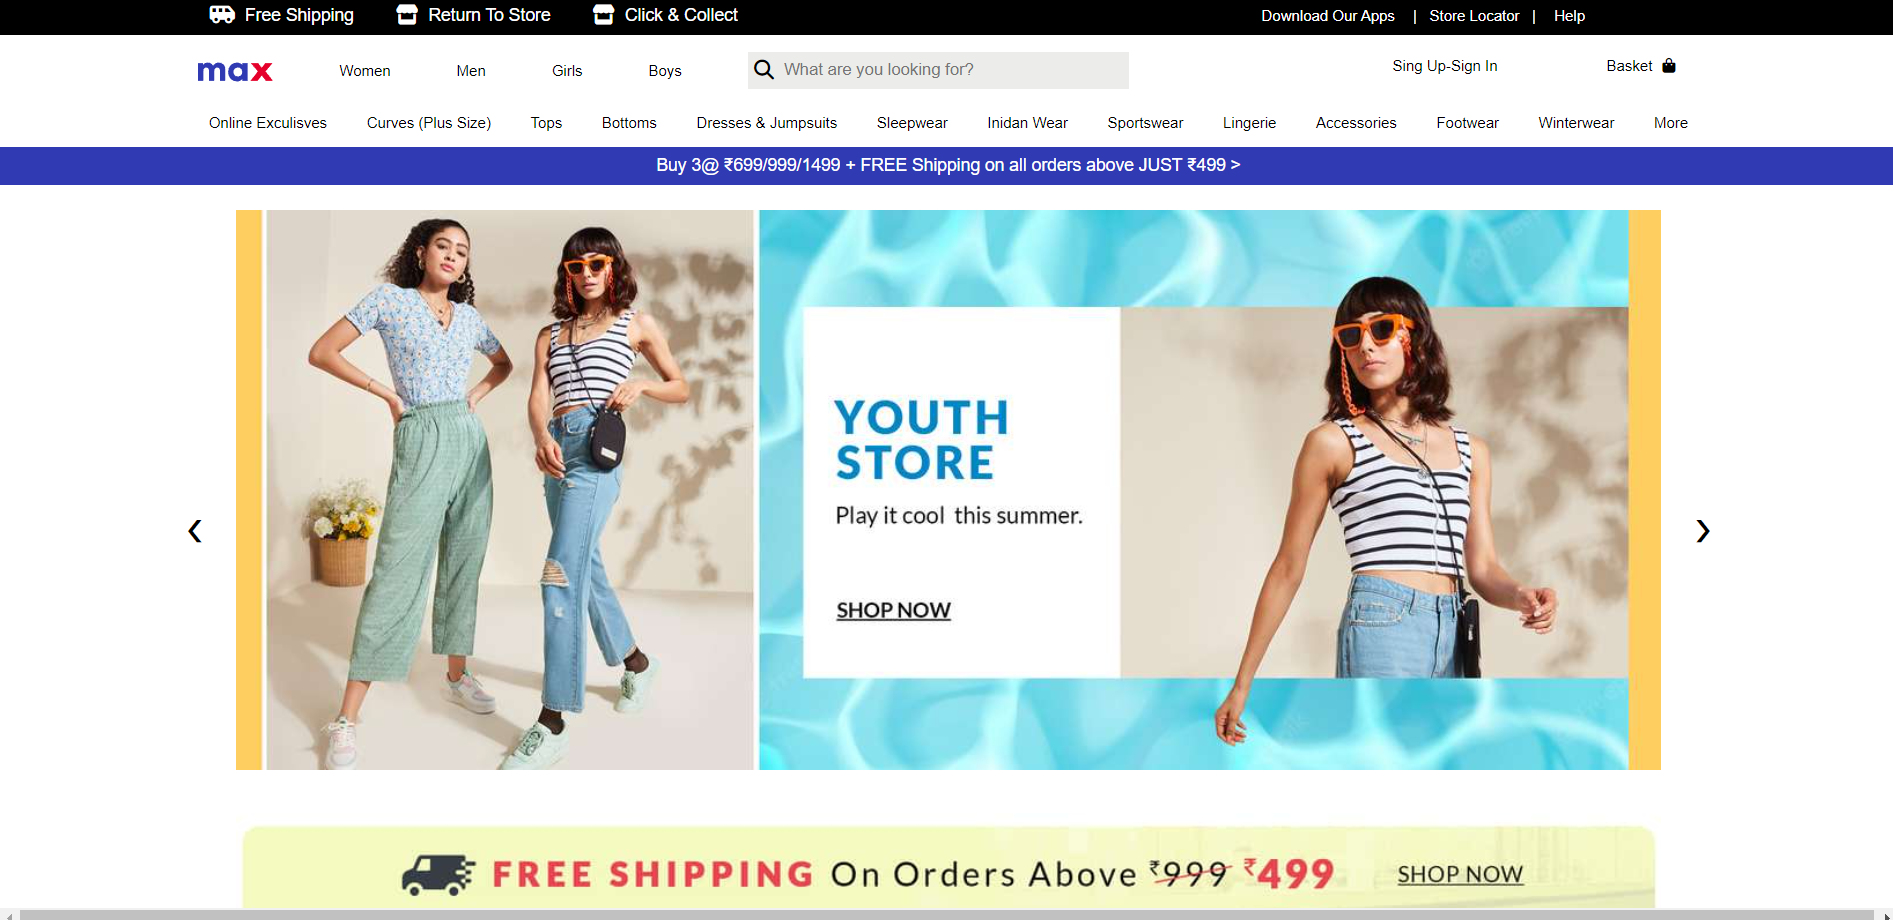 Free Shipping Return To Store Click & Collect Download Our Apps | Store Locator | Help
max Women Men Girls Boys What are you looking for? Sing Up-Sign In Basket
Online Exculisves Curves (Plus Size) Tops Bottoms Dresses & Jumpsuits Sleepwear Inidan Wear Sportswear Lingerie Accessories Footwear Winterwear More
Buy 3@ ₹699/999/1499 + FREE Shipping on all orders above JUST ₹499 >
YOUTH
STORE
Play it cool this summer.
SHOP NOW
FREE SHIPPING On Orders Above ₹999 ₹499 SHOP NOW